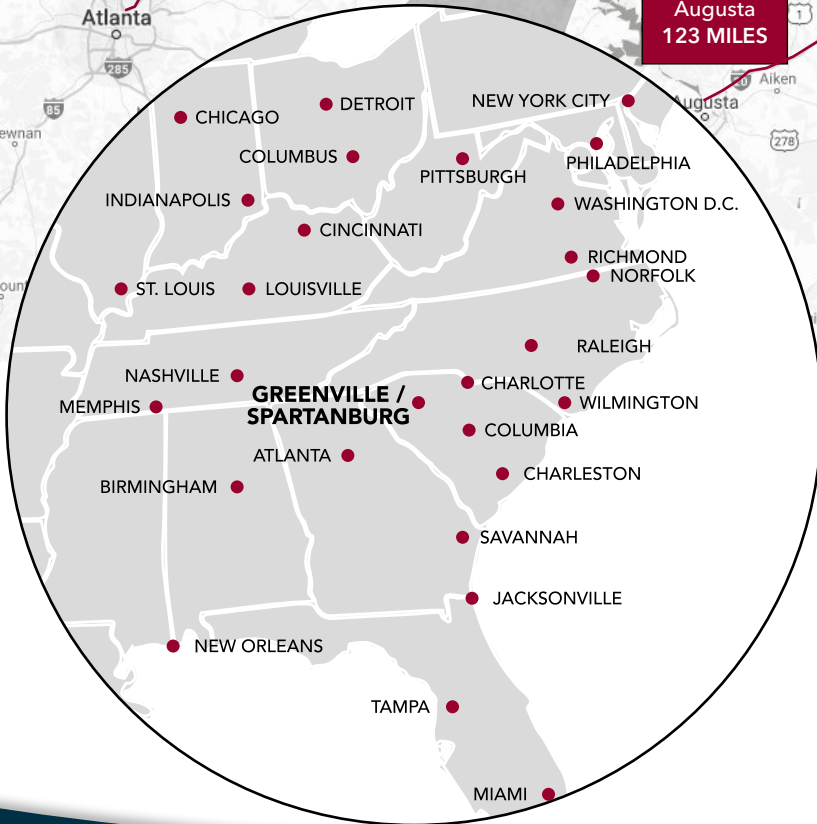 Atlanta
Augusta
123 MILES
1
285
20
Aiken
Augusta
85
278
CHICAGO
DETROIT
NEW YORK CITY
COLUMBUS
PITTSBURGH
PHILADELPHIA
INDIANAPOLIS
WASHINGTON D.C.
CINCINNATI
RICHMOND
NORFOLK
ST. LOUIS
LOUISVILLE
RALEIGH
NASHVILLE
CHARLOTTE
GREENVILLE /
SPARTANBURG
MEMPHIS
WILMINGTON
COLUMBIA
ATLANTA
CHARLESTON
BIRMINGHAM
SAVANNAH
JACKSONVILLE
NEW ORLEANS
TAMPA
MIAMI